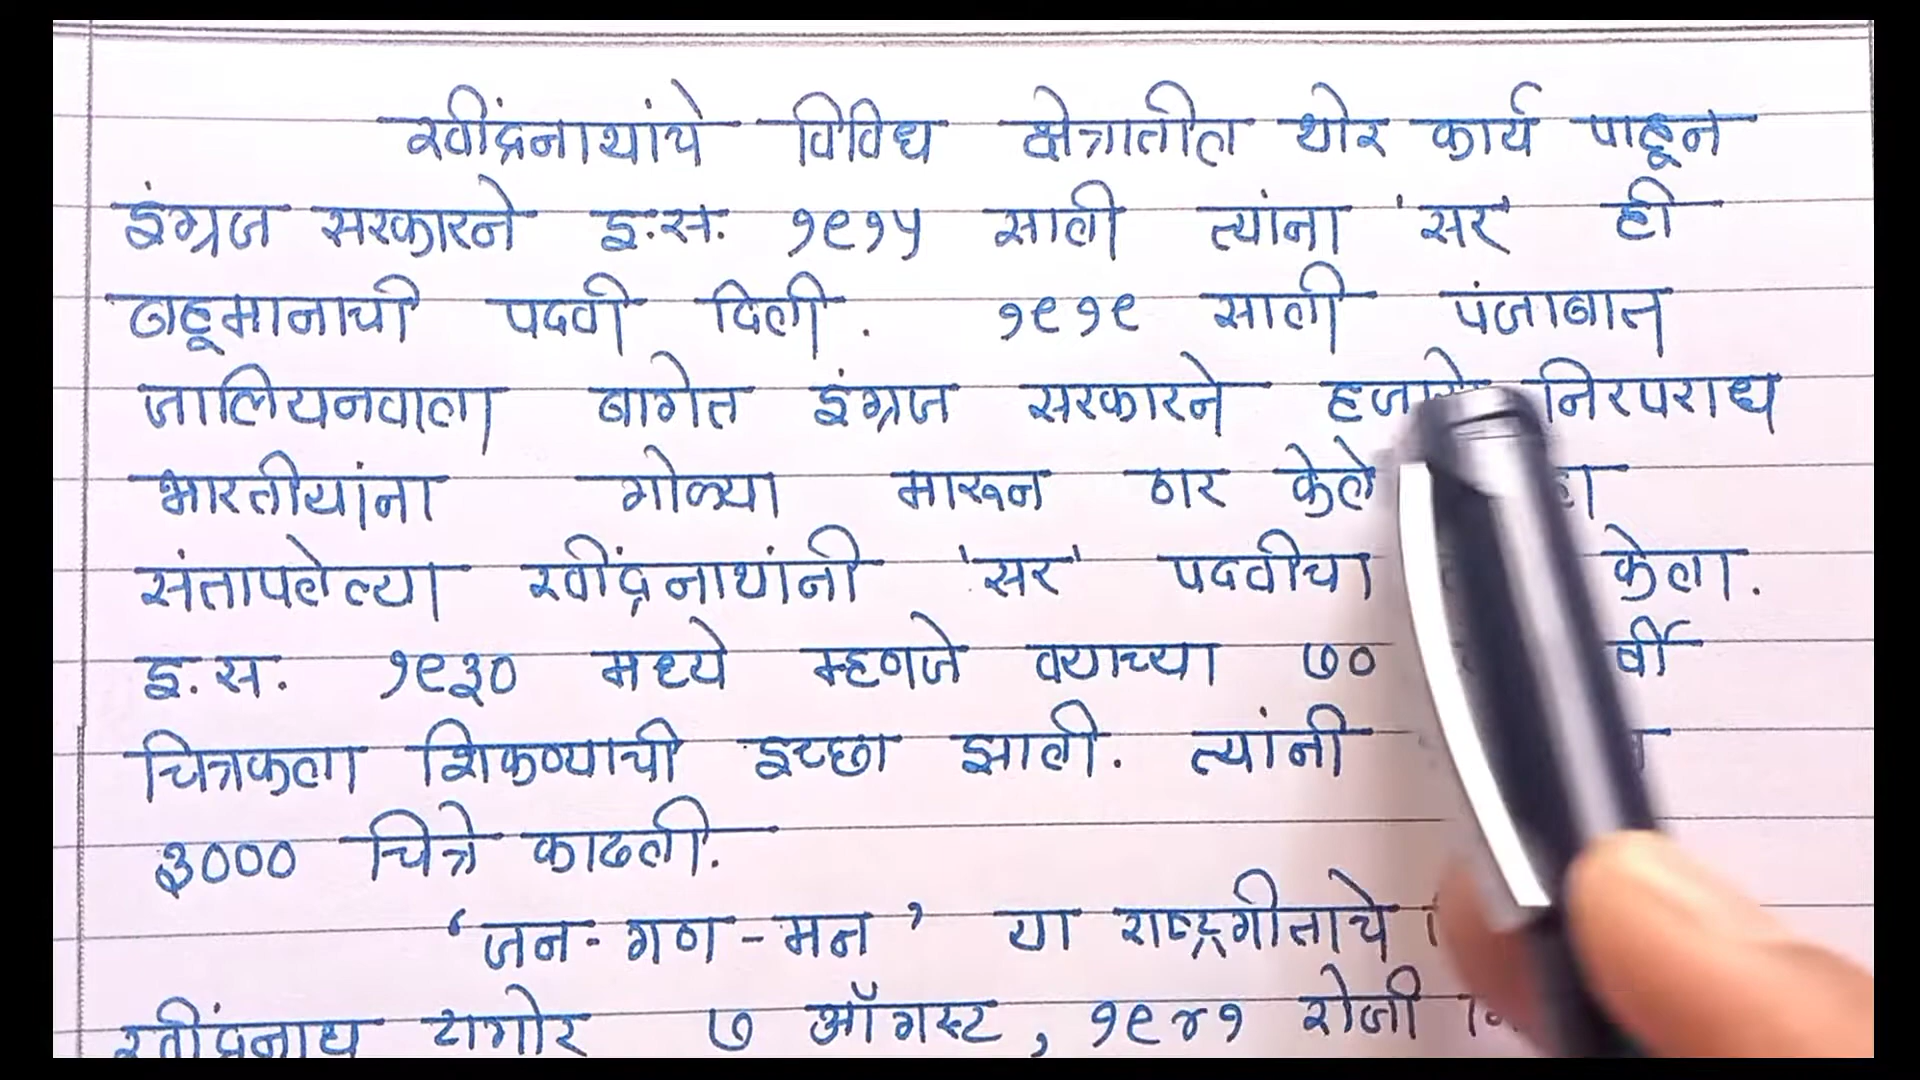 रवींद्रनाथांचे विविध क्षेत्रातील थोर कार्य पाहून
इंग्रज सरकारने इ.स. १९१५ साली त्यांना 'सर' ही
बहूमानाची पदवी दिली. १९१९ साली पंजाबात
जालियनवाला बागेत इंग्रज सरकारने निरपराध
भारतीयांना गोळ्या मारून ठार केले
संतापलेल्या रवींद्रनाथांनी 'सर' पदवीचा केला.
इ.स. १९३० मध्ये म्हणजे वयाच्या ७०
चित्रकला शिकण्याची इच्छा झाली. त्यांनी
३००० चित्रे काढली.
'जन-गण-मन' या राष्ट्रगीताचे
रवींद्रनाथ टागोर ७ ऑगस्ट, १९४१ रोजी